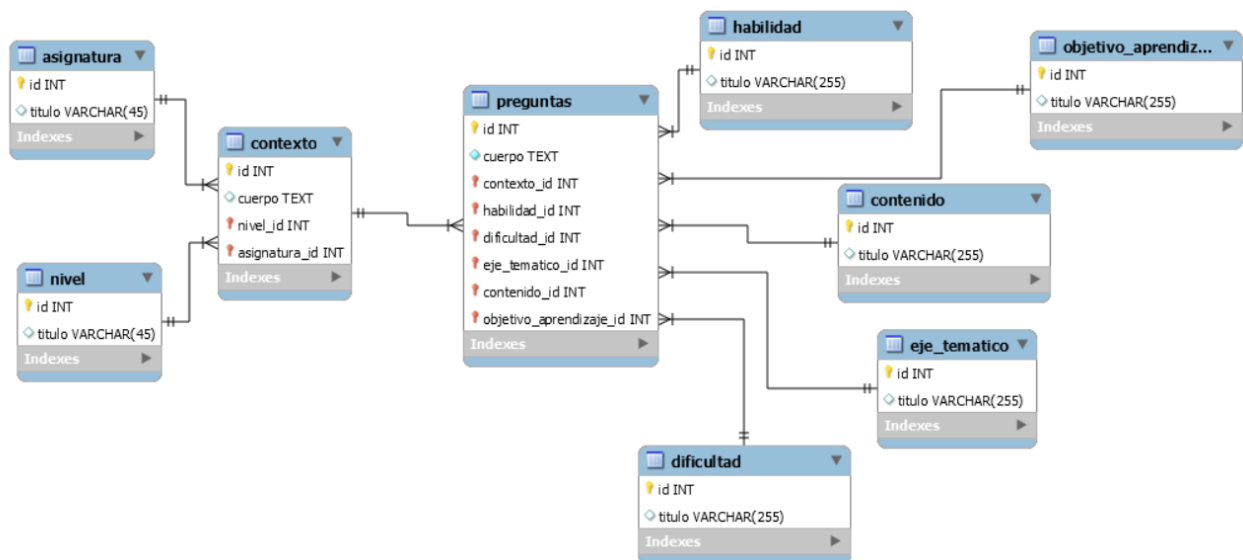 asignatura
id INT
titulo VARCHAR(45)
Indexes
nivel
id INT
titulo VARCHAR(45)
Indexes
contexto
id INT
cuerpo TEXT
nivel_id INT
asignatura_id INT
Indexes
preguntas
id INT
cuerpo TEXT
contexto_id INT
habilidad_id INT
dificultad_id INT
eje_tematico_id INT
contenido_id INT
objetivo_aprendizaje_id INT
Indexes
habilidad
id INT
titulo VARCHAR(255)
Indexes
objetivo_aprendiz...
id INT
titulo VARCHAR(255)
Indexes
contenido
id INT
titulo VARCHAR(255)
Indexes
eje_tematico
id INT
titulo VARCHAR(255)
Indexes
dificultad
id INT
titulo VARCHAR(255)
Indexes